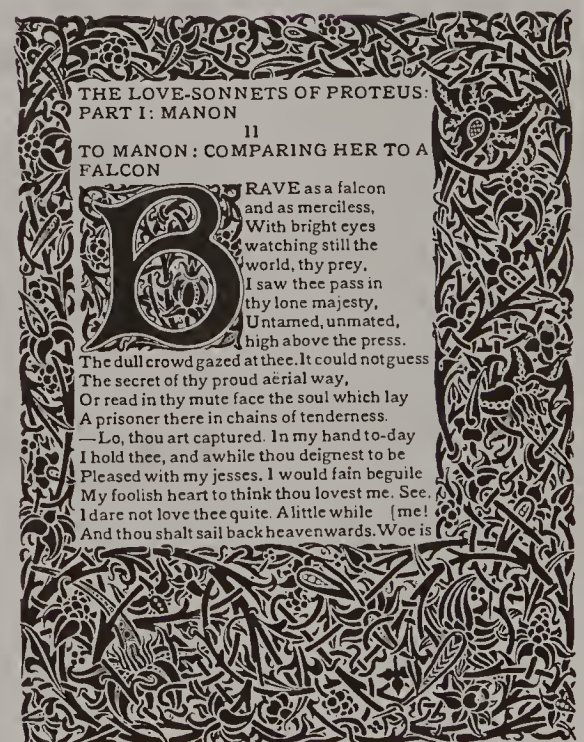 THE LOVE-SONNETS OF PROTEUS:
PART I: MANON
II
TO MANON: COMPARING HER TO A
FALCON
BRAVE as a falcon
and as merciless,
With bright eyes
watching still the
world, thy prey,
I saw thee pass in
thy lone majesty,
Untamed, unmated,
high above the press.
The dull crowd gazed at thee. It could not guess
The secret of thy proud aërial way,
Or read in thy mute face the soul which lay
A prisoner there in chains of tenderness.
—Lo, thou art captured. In my hand to-day
I hold thee, and awhile thou deignest to be
Pleased with my jesses. I would fain beguile
My foolish heart to think thou lovest me. See,
I dare not love thee quite. A little while [me!
And thou shalt sail back heavenwards. Woe is